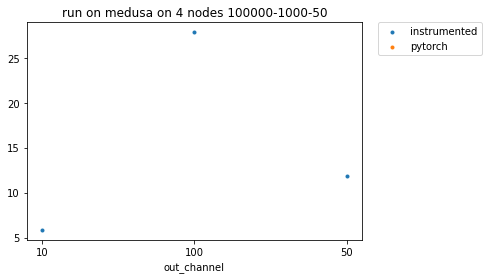 run on medusa on 4 nodes 100000-1000-50
instrumented
pytorch
25
20
15
10
5
10 100 50
out_channel